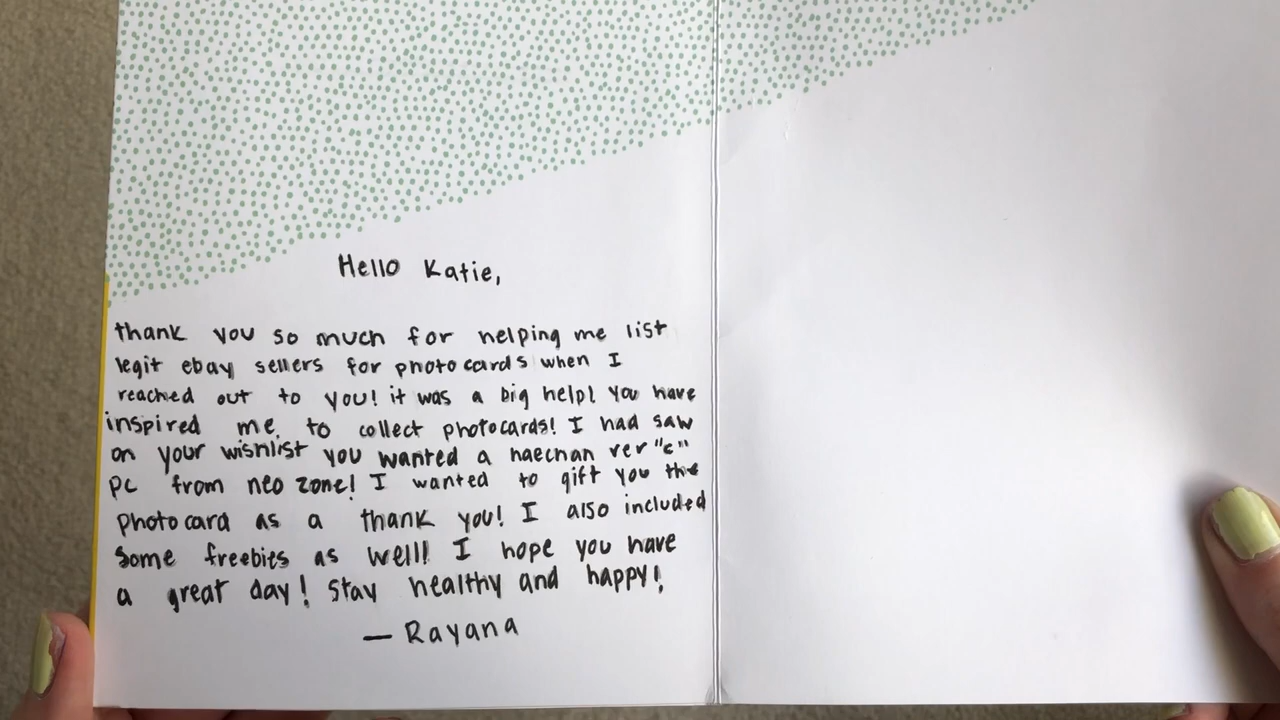 Hello Katie,
thank you so much for helping me list
legit ebay sellers for photocards when I
reached out to you! it was a big help! You have
inspired me to collect photocards! I had saw
on your wishlist you wanted a haechan ver "c"
pc from neo zone! I wanted to gift you the
photocard as a thank you! I also included
some freebies as well! I hope you have
a great day! Stay healthy and happy!
— Rayana